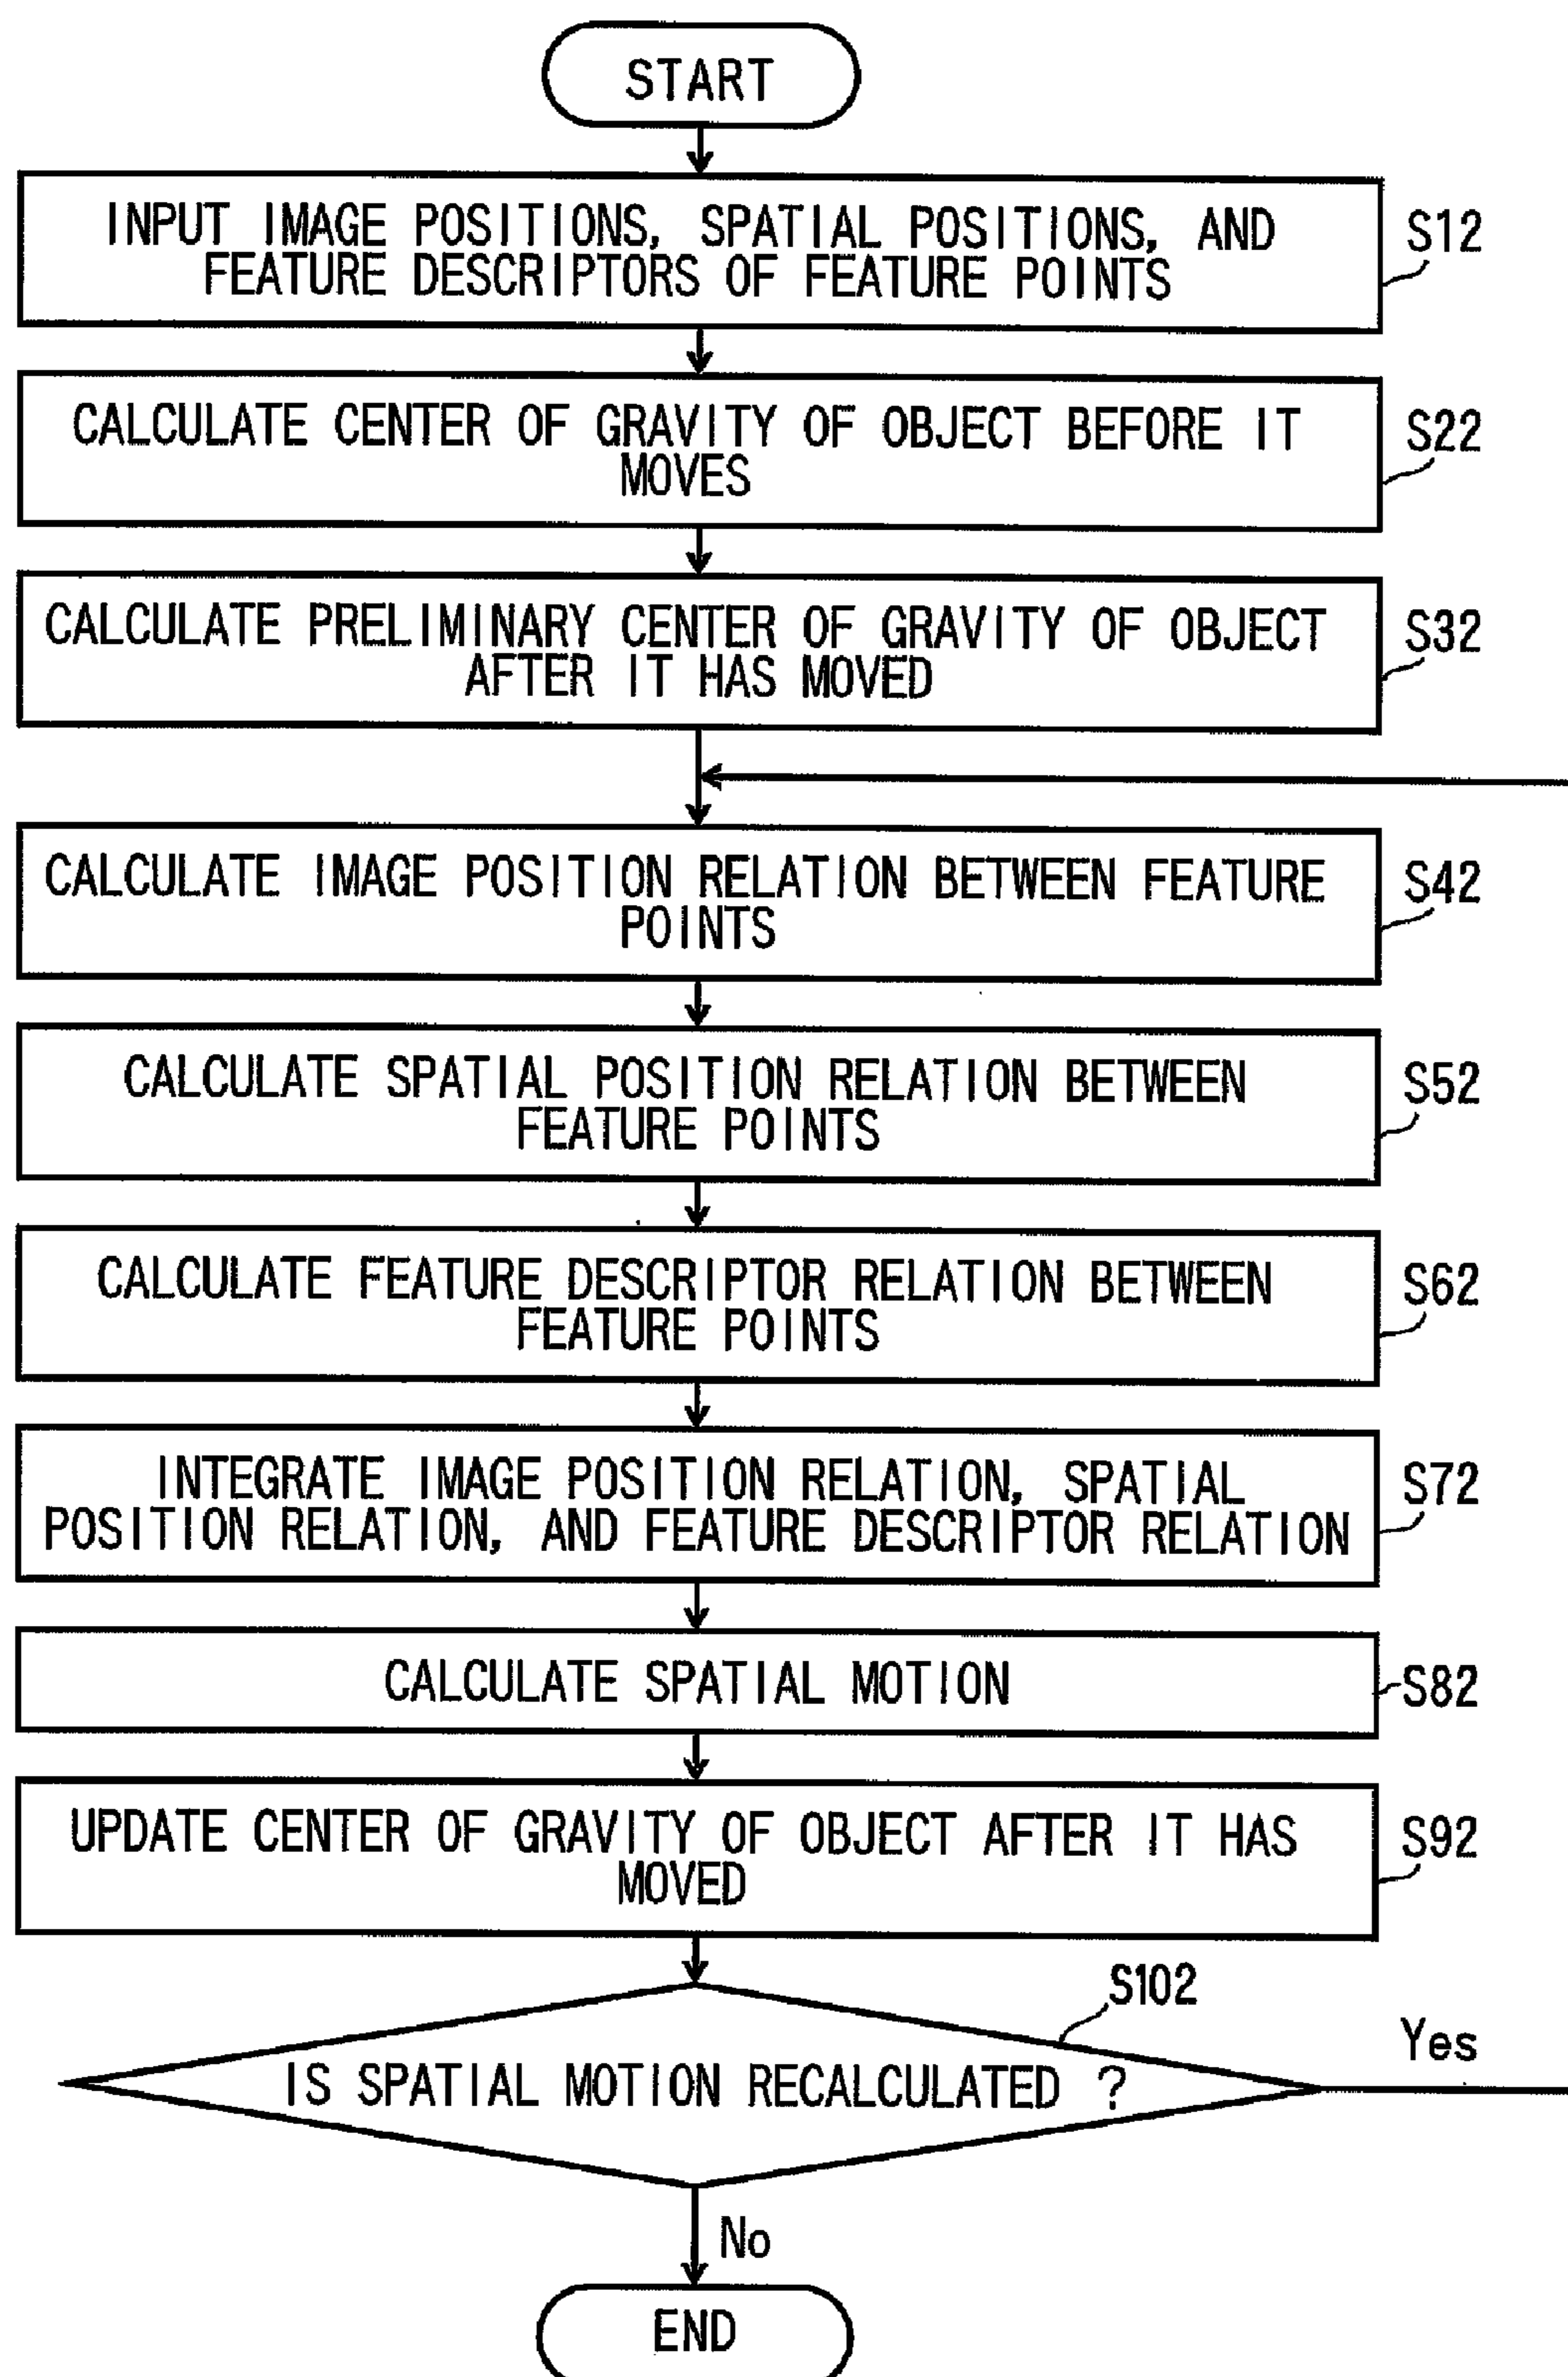 START
INPUT IMAGE POSITIONS, SPATIAL POSITIONS, AND
FEATURE DESCRIPTORS OF FEATURE POINTS
S12
CALCULATE CENTER OF GRAVITY OF OBJECT BEFORE IT
MOVES
S22
CALCULATE PRELIMINARY CENTER OF GRAVITY OF OBJECT
AFTER IT HAS MOVED
S32
CALCULATE IMAGE POSITION RELATION BETWEEN FEATURE
POINTS
S42
CALCULATE SPATIAL POSITION RELATION BETWEEN
FEATURE POINTS
S52
CALCULATE FEATURE DESCRIPTOR RELATION BETWEEN
FEATURE POINTS
S62
INTEGRATE IMAGE POSITION RELATION, SPATIAL
POSITION RELATION, AND FEATURE DESCRIPTOR RELATION
S72
CALCULATE SPATIAL MOTION
S82
UPDATE CENTER OF GRAVITY OF OBJECT AFTER IT HAS
MOVED
S92
S102
IS SPATIAL MOTION RECALCULATED ?
Yes
No
END